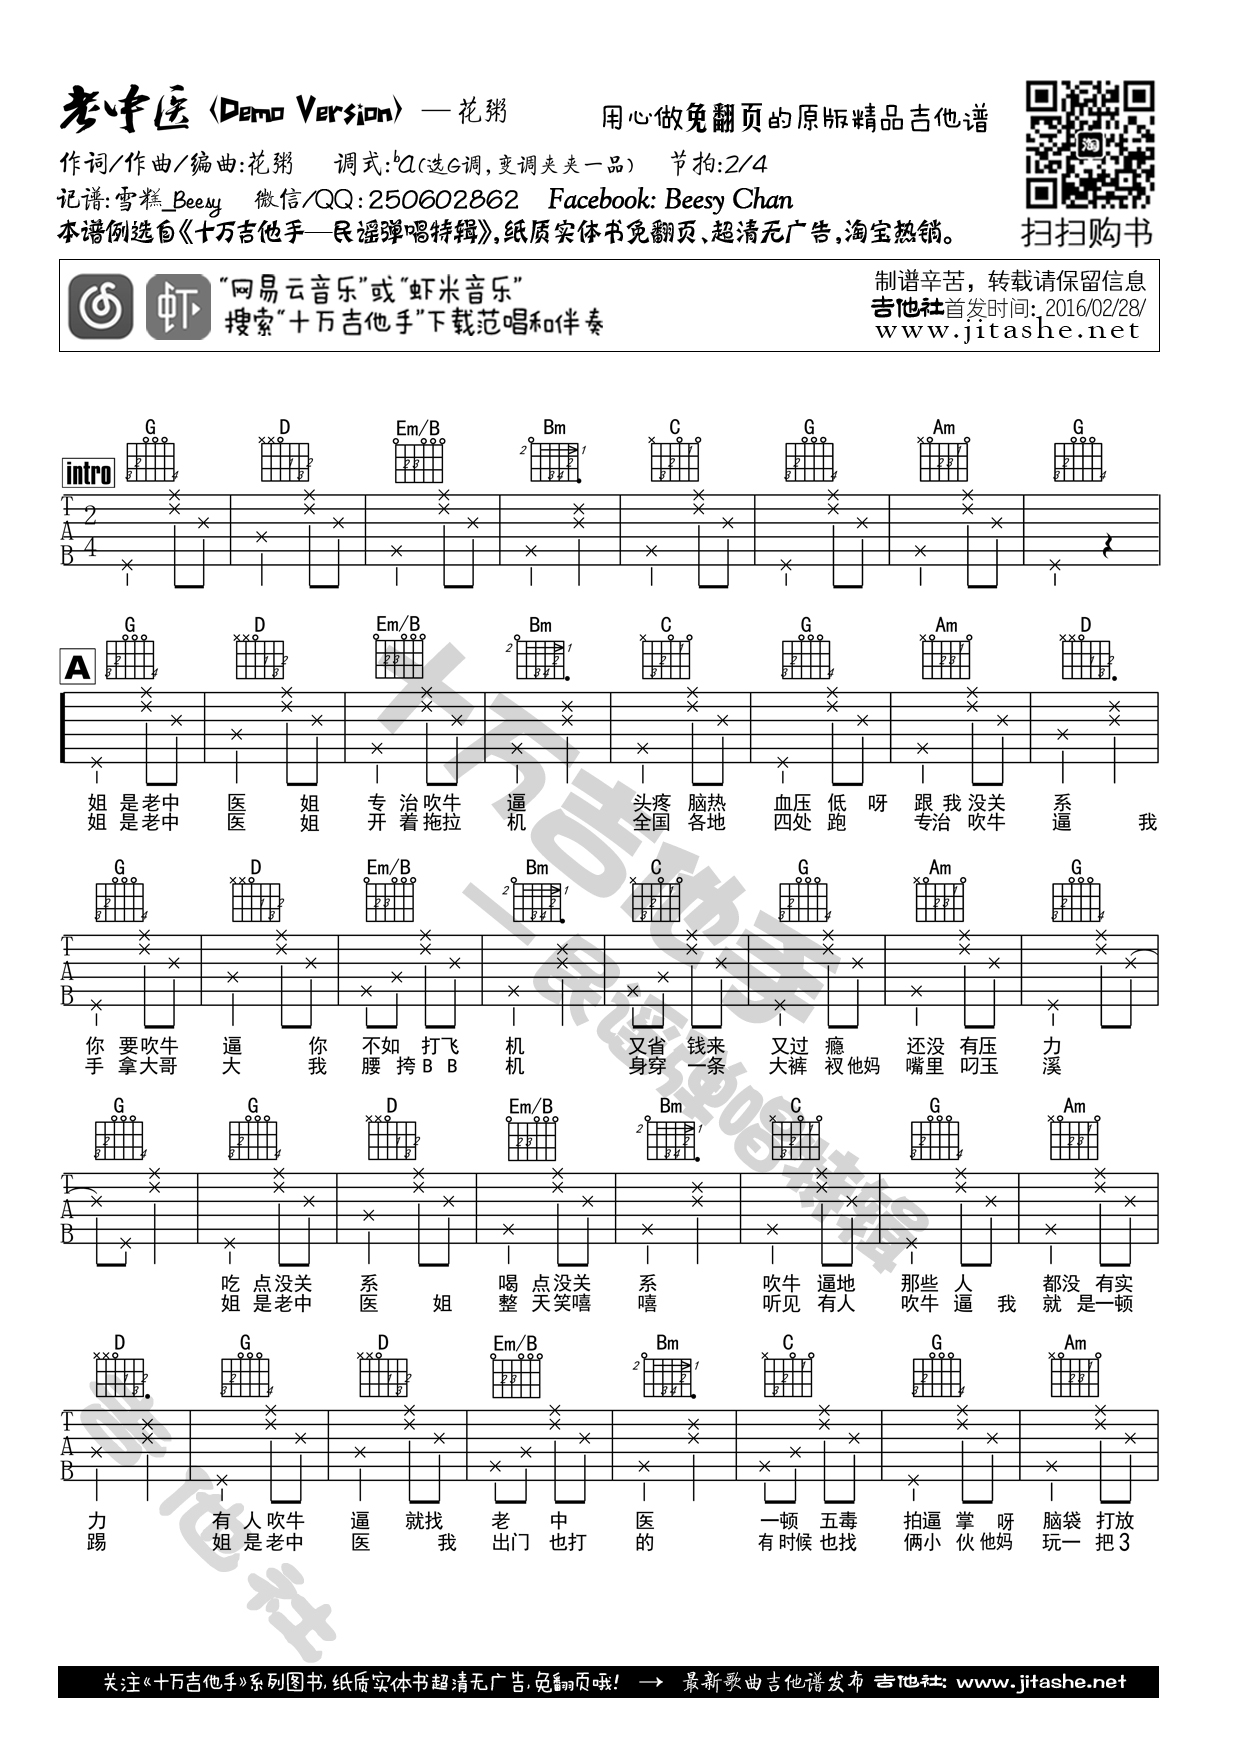 老中医〈Demo Version〉— 花粥
用心做免翻页的原版精品吉他谱
作词/作曲/编曲:花粥 调式:♭A(选G调,变调夹夹一品) 节拍:2/4
记谱:雪糕_Beesy 微信/QQ:250602862 Facebook: Beesy Chan
本谱例选自《十万吉他手—民谣弹唱特辑》,纸质实体书免翻页、超清无广告,淘宝热销。
淘
扫扫购书
虾
“网易云音乐”或“虾米音乐”
搜索“十万吉他手”下载范唱和伴奏
制谱辛苦，转载请保留信息
吉他社首发时间: 2016/02/28/
www.jitashe.net
G D Em/B Bm C G Am G
intro
T A B 2 4
G D Em/B Bm C G Am D
A
姐 是老中 医 姐 专 治吹牛 逼 头疼 脑热 血压 低 呀 跟 我没关 系
姐 是老中 医 姐 开 着拖拉 机 全国 各地 四处 跑 专治 吹牛 逼 我
G D Em/B Bm C G Am G
T A B
你 要吹牛 逼 你 不如 打飞 机 又省 钱来 又过 瘾 还没 有压 力
手 拿大哥 大 我 腰 挎B B 机 身穿 一条 大裤 衩他妈 嘴里 叼玉 溪
G G D Em/B Bm C G Am
T A B
吃 点没关 系 喝 点没关 系 吹牛 逼地 那些 人 都没 有实
姐 是老中 医 姐 整 天笑嘻 嘻 听见 有人 吹牛 逼 我 就 是一顿
D G D Em/B Bm C G Am
T A B
力 有 人吹牛 逼 就找 老 中 医 一顿 五毒 拍逼 掌 呀 脑袋 打放
踢 姐 是老中 医 我 出门 也打 的 有时候也找 俩小 伙他妈 玩一 把3
十万吉他手
—民谣弹唱特辑
吉他社
关注《十万吉他手》系列图书,纸质实体书超清无广告,免翻页哦! → 最新歌曲吉他谱发布 吉他社: www.jitashe.net